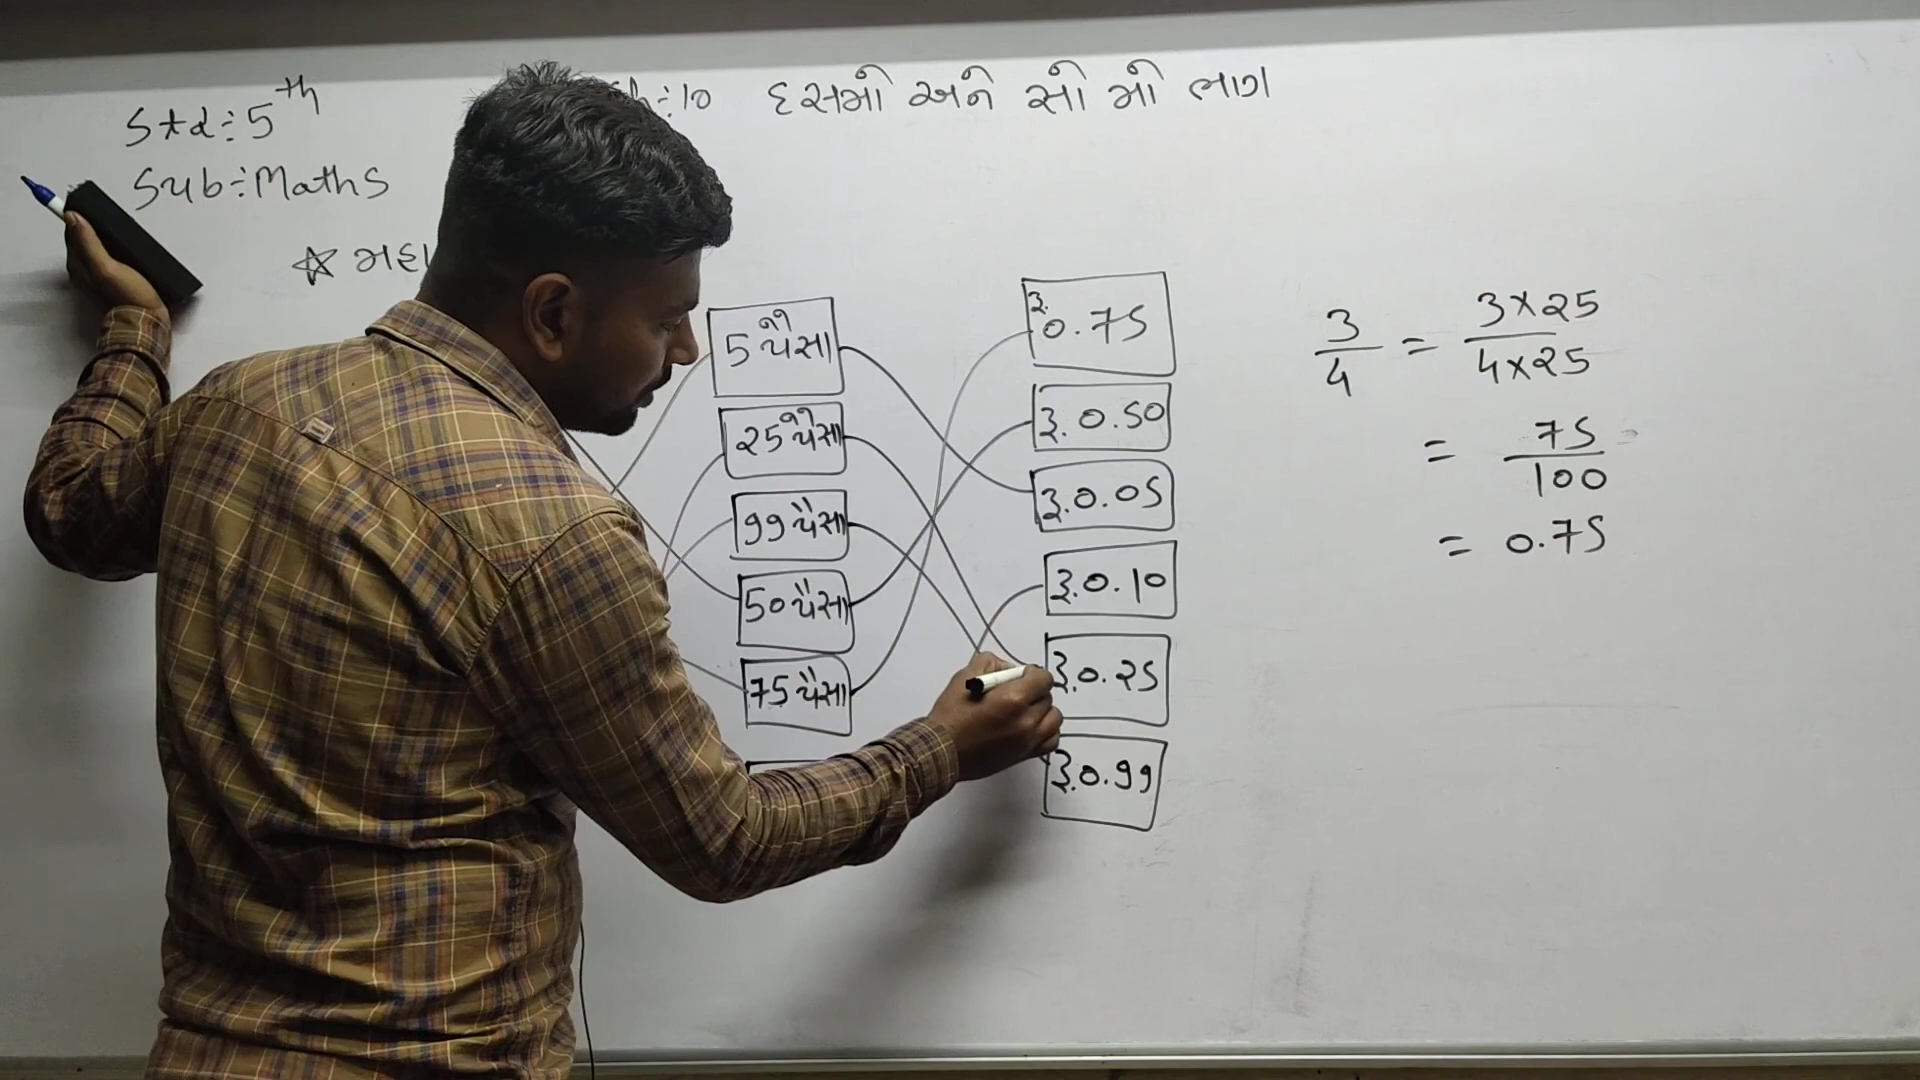 Std:- 5th
:- 10 દસમો અને સો મો ભાગ
Sub:- Maths
☆
5 પૈસા
25 પૈસા
99 પૈસા
50 પૈસા
75 પૈસા
રૂ. 0.75
રૂ. 0.50
રૂ. 0.05
રૂ. 0.10
રૂ. 0.25
રૂ. 0.99
3/4 = 3×25/4×25
= 75/100
= 0.75